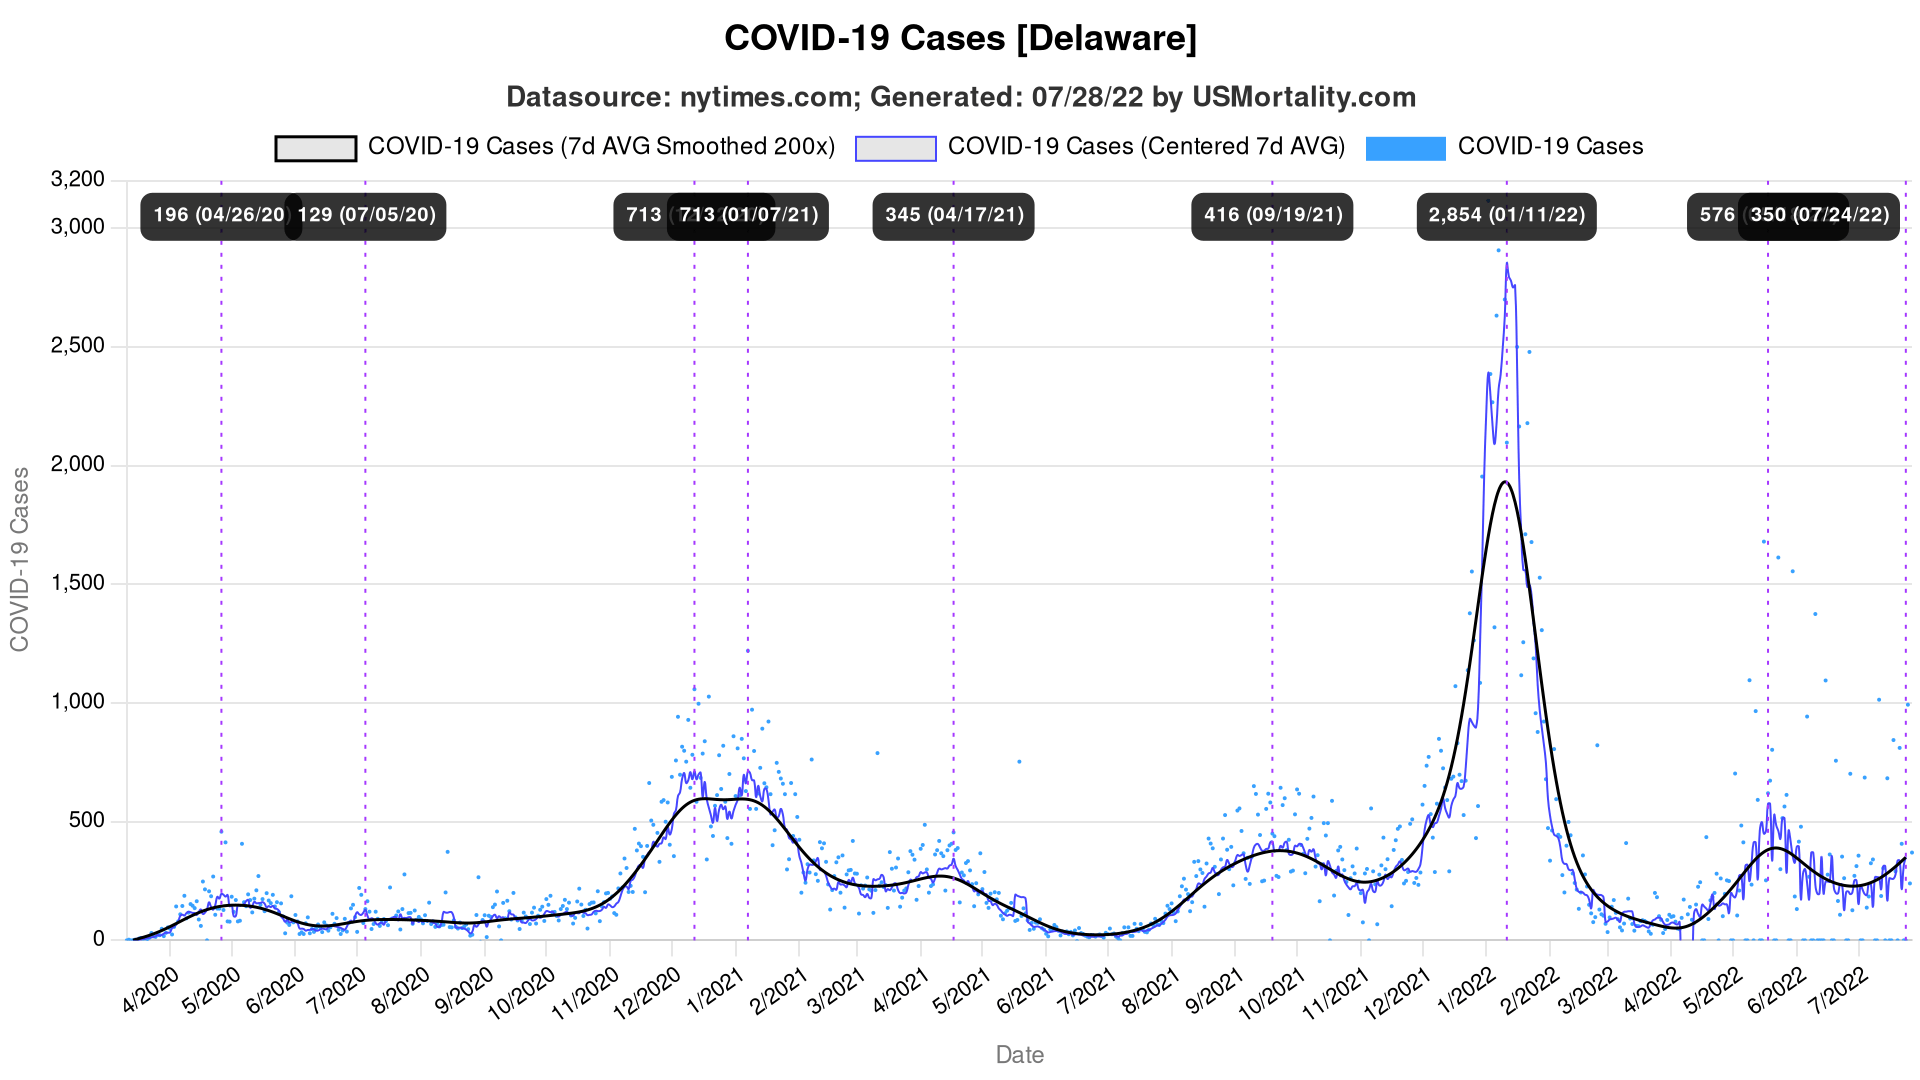 COVID-19 Cases [Delaware]
Datasource: nytimes.com; Generated: 07/28/22 by USMortality.com
COVID-19 Cases (7d AVG Smoothed 200x) COVID-19 Cases (Centered 7d AVG) COVID-19 Cases
196 (04/26/20) 129 (07/05/20) 713 713 (01/07/21) 345 (04/17/21) 416 (09/19/21) 2,854 (01/11/22) 576 350 (07/24/22)
3,200
3,000
2,500
2,000
1,500
1,000
500
0
COVID-19 Cases
4/2020 5/2020 6/2020 7/2020 8/2020 9/2020 10/2020 11/2020 12/2020 1/2021 2/2021 3/2021 4/2021 5/2021 6/2021 7/2021 8/2021 9/2021 10/2021 11/2021 12/2021 1/2022 2/2022 3/2022 4/2022 5/2022 6/2022 7/2022
Date